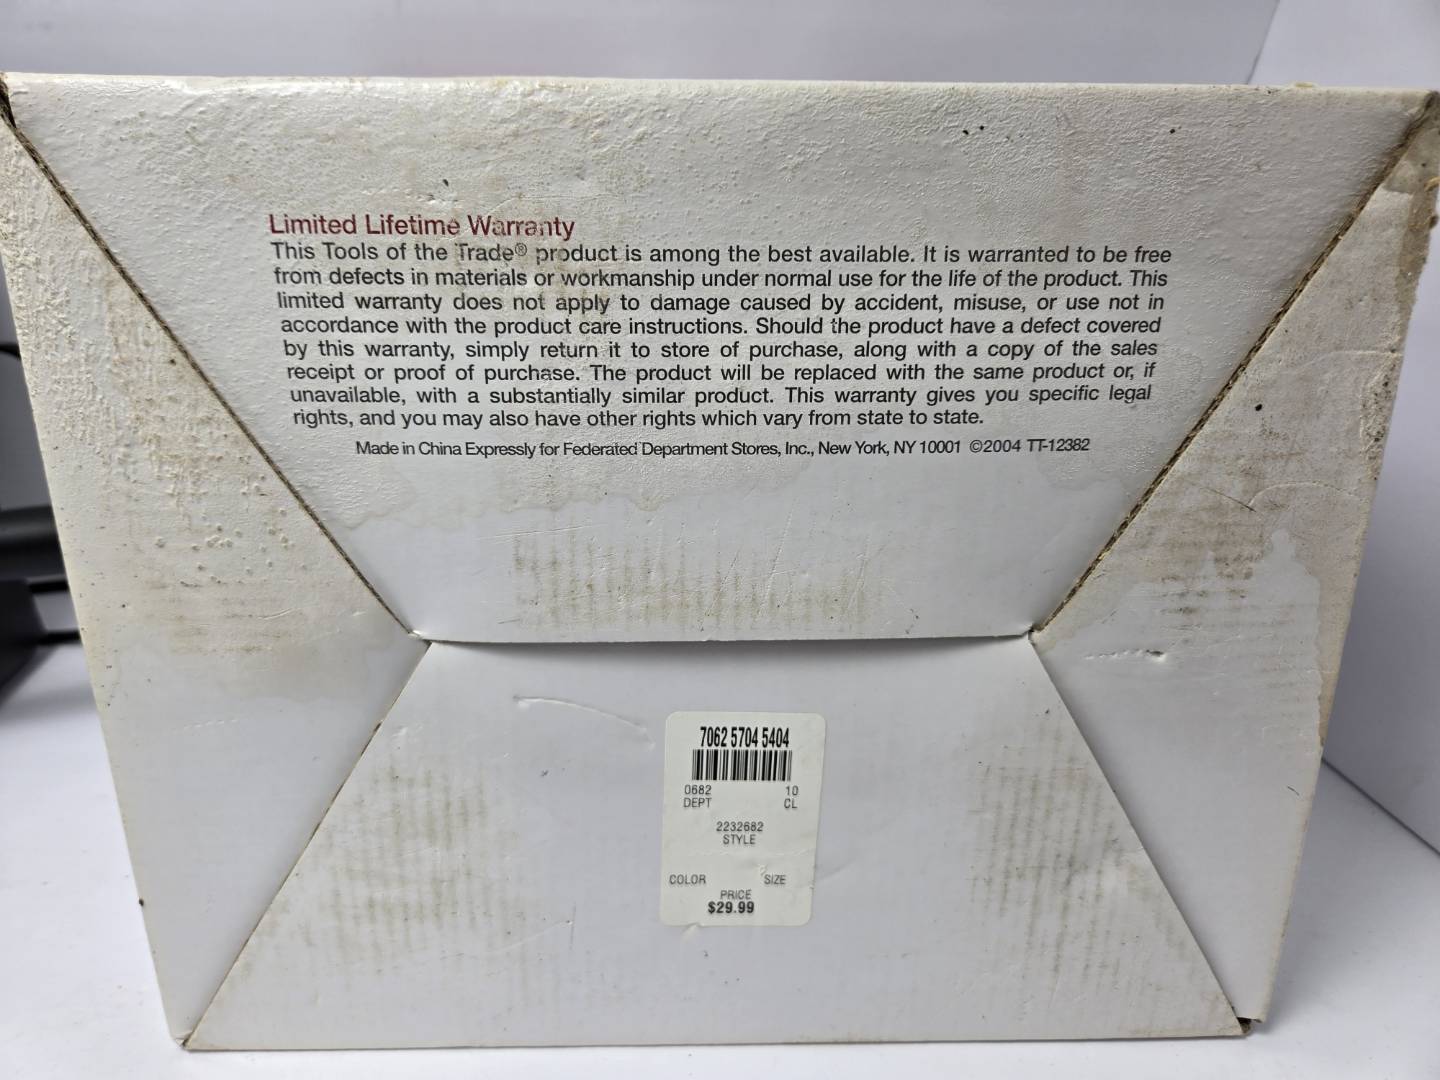 Limited Lifetime Warranty
This Tools of the Trade® product is among the best available. It is warranted to be free
from defects in materials or workmanship under normal use for the life of the product. This
limited warranty does not apply to damage caused by accident, misuse, or use not in
accordance with the product care instructions. Should the product have a defect covered
by this warranty, simply return it to store of purchase, along with a copy of the sales
receipt or proof of purchase. The product will be replaced with the same product or, if
unavailable, with a substantially similar product. This warranty gives you specific legal
rights, and you may also have other rights which vary from state to state.
Made in China Expressly for Federated Department Stores, Inc., New York, NY 10001 ©2004 TT-12382
7062 5704 5404
0682 10
DEPT CL
2232682
STYLE
COLOR SIZE
PRICE
$29.99